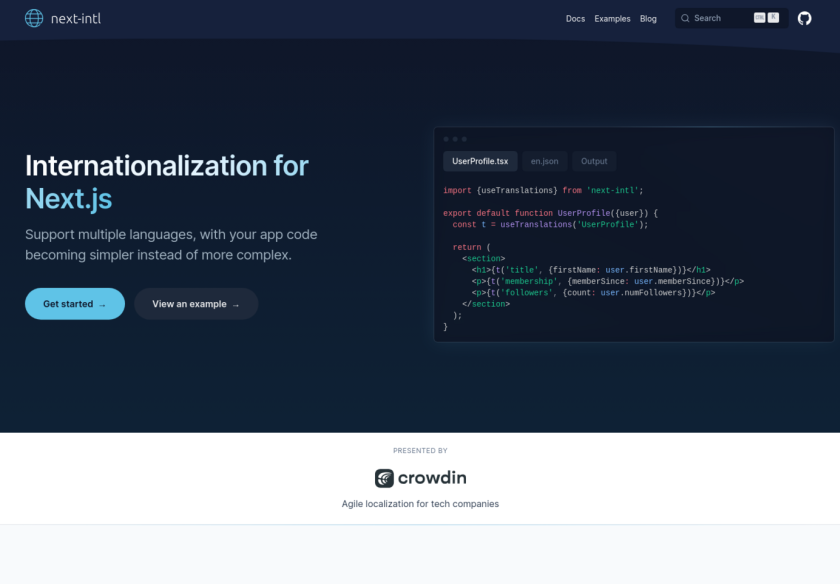 next-intl
Docs Examples Blog Search K
Internationalization for
Next.js
Support multiple languages, with your app code
becoming simpler instead of more complex.
Get started → View an example →
UserProfile.tsx en.json Output
import {useTranslations} from 'next-intl';
export default function UserProfile({user}) {
const t = useTranslations('UserProfile');
return (
<section>
<h1>{t('title', {firstName: user.firstName})}</h1>
<p>{t('membership', {memberSince: user.memberSince})}</p>
<p>{t('followers', {count: user.numFollowers})}</p>
</section>
);
}
PRESENTED BY
crowdin
Agile localization for tech companies